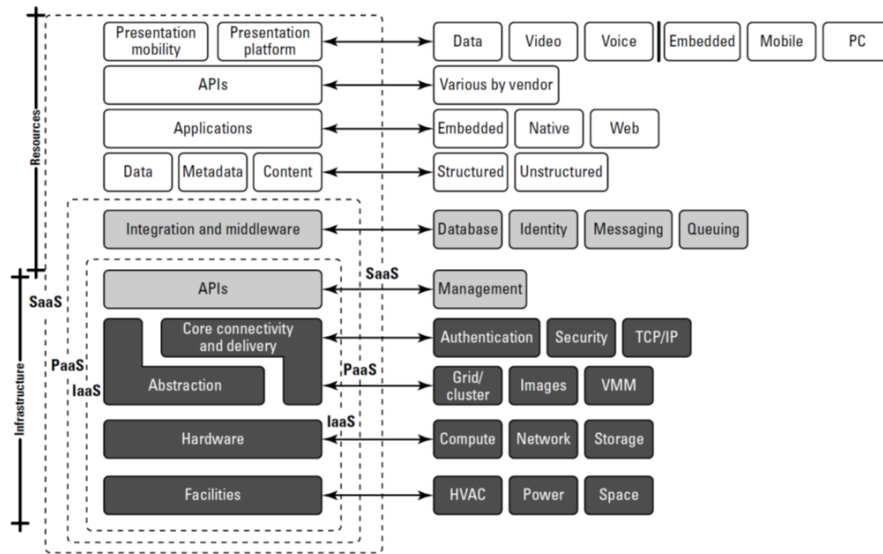 Presentation mobility
Presentation platform
Data
Video
Voice
Embedded
Mobile
PC
APIs
Various by vendor
Applications
Embedded
Native
Web
Resources
Data
Metadata
Content
Structured
Unstructured
Integration and middleware
Database
Identity
Messaging
Queuing
SaaS
APIs
SaaS
Management
Core connectivity and delivery
Authentication
Security
TCP/IP
PaaS
IaaS
Abstraction
PaaS
Grid/cluster
Images
VMM
Infrastructure
IaaS
Hardware
Compute
Network
Storage
Facilities
HVAC
Power
Space